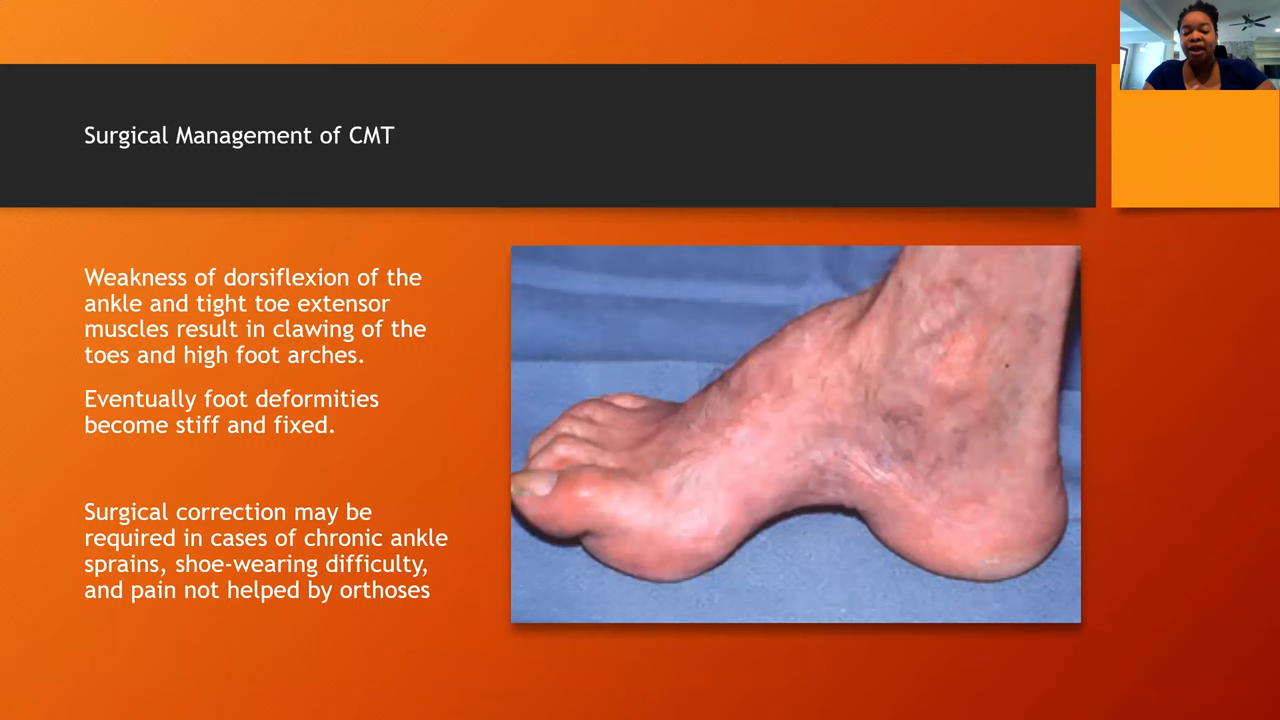 Surgical Management of CMT
Weakness of dorsiflexion of the
ankle and tight toe extensor
muscles result in clawing of the
toes and high foot arches.
Eventually foot deformities
become stiff and fixed.
Surgical correction may be
required in cases of chronic ankle
sprains, shoe-wearing difficulty,
and pain not helped by orthoses